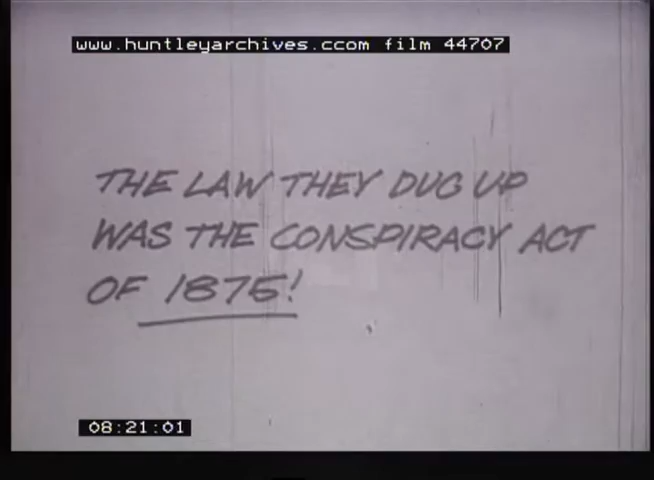 www.huntleyarchives.ccom film 44707
THE LAW THEY DUG UP
WAS THE CONSPIRACY ACT
OF 1875!
08:21:01